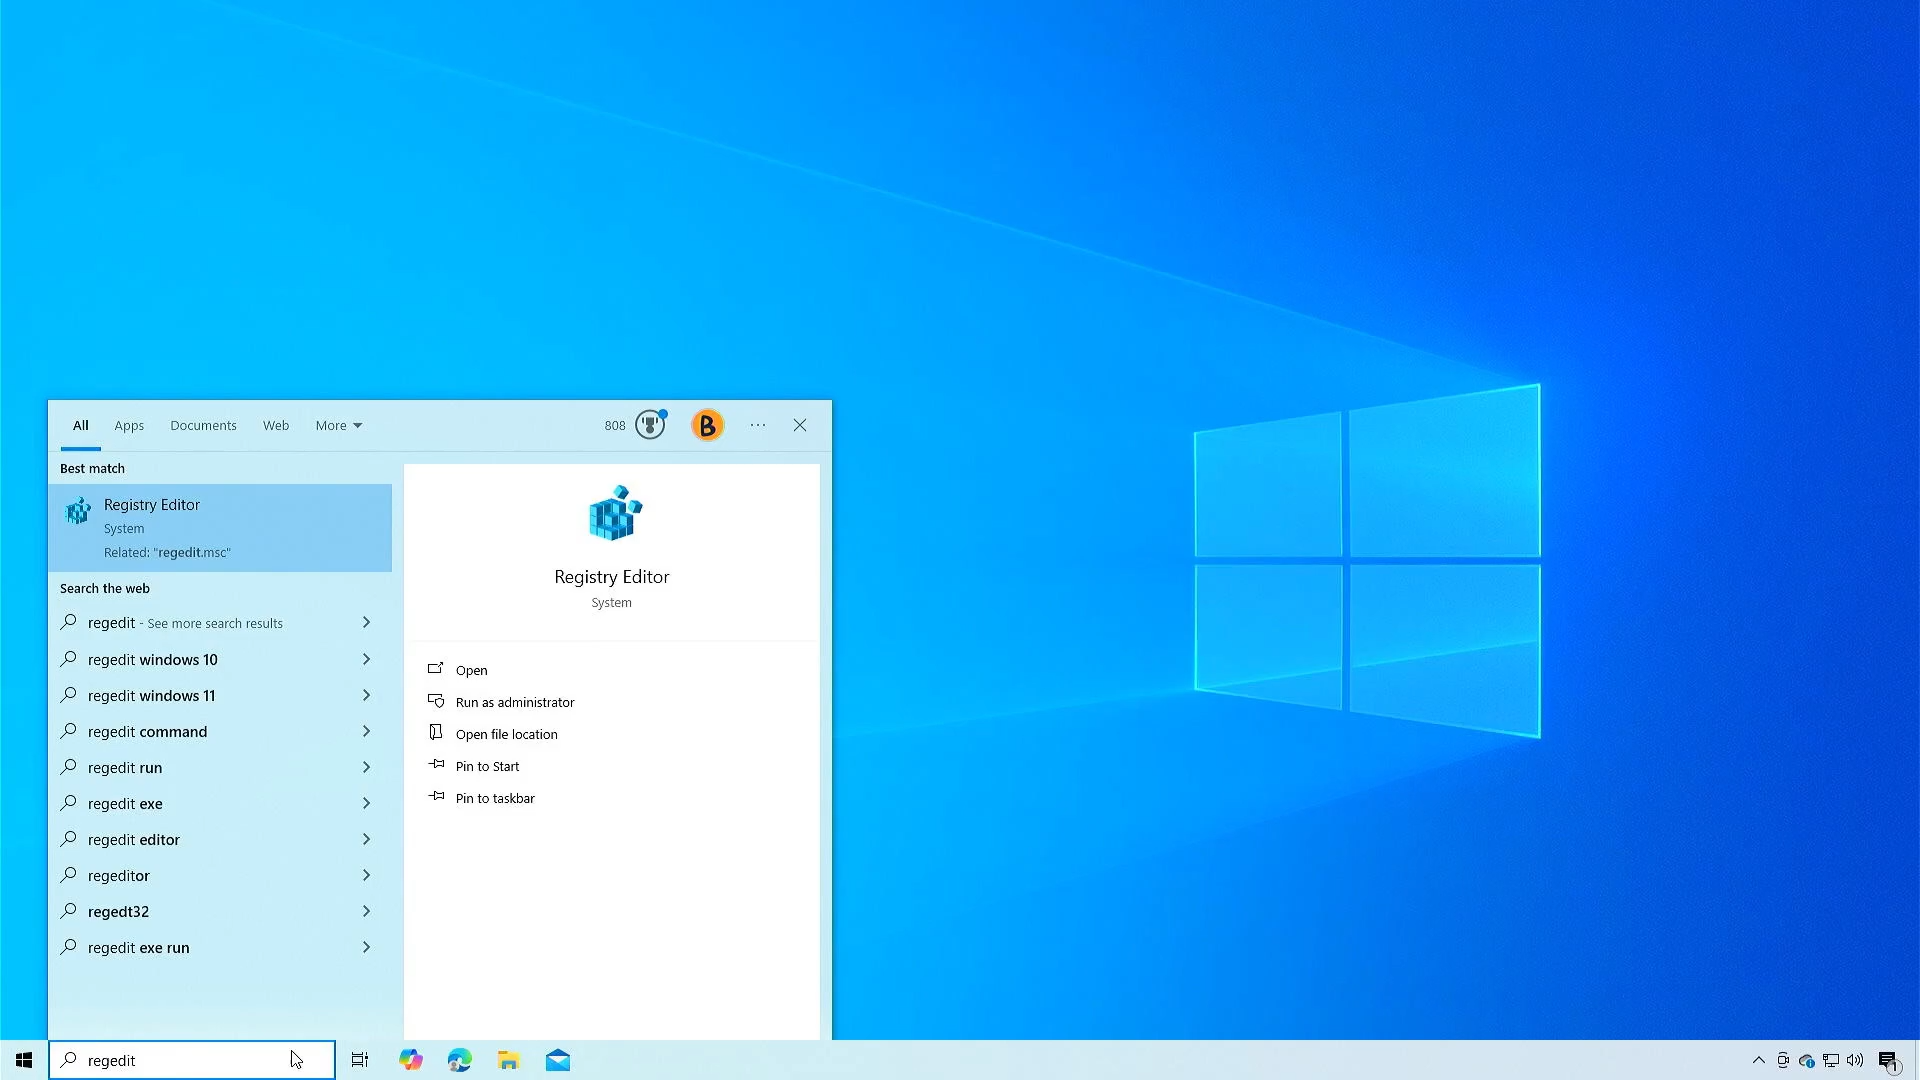 All Apps Documents Web More 808 B
Best match
Registry Editor
System
Related: "regedit.msc"
Search the web
regedit - See more search results
regedit windows 10
regedit windows 11
regedit command
regedit run
regedit exe
regedit editor
regeditor
regedt32
regedit exe run
Registry Editor
System
Open
Run as administrator
Open file location
Pin to Start
Pin to taskbar
regedit
1